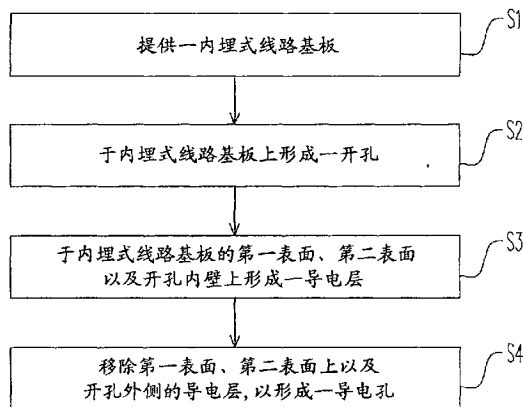 S1
提供一内埋式线路基板
S2
于内埋式线路基板上形成一开孔
S3
于内埋式线路基板的第一表面、第二表面
以及开孔内壁上形成一导电层
S4
移除第一表面、第二表面上以及
开孔外侧的导电层,以形成一导电孔